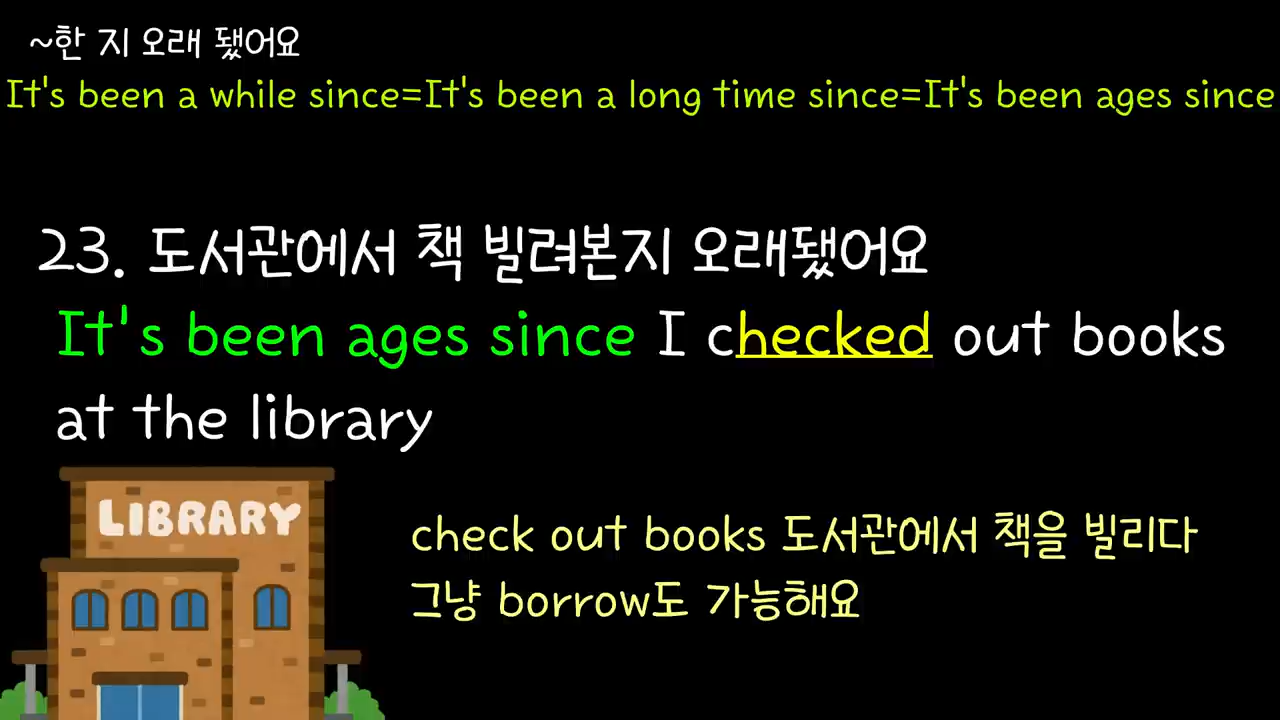 ~한 지 오래 됐어요
It's been a while since=It's been a long time since=It's been ages since
23. 도서관에서 책 빌려본지 오래됐어요
It's been ages since I checked out books
at the library
LIBRARY
check out books 도서관에서 책을 빌리다
그냥 borrow도 가능해요